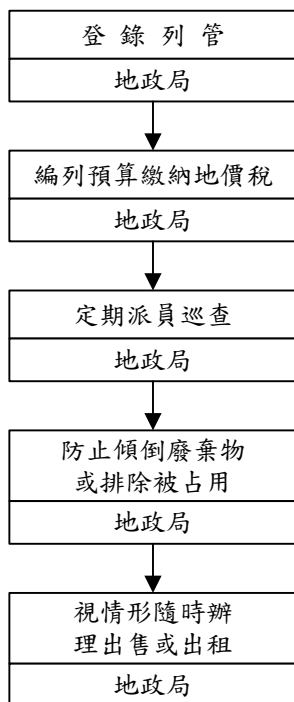 登錄列管
地政局
編列預算繳納地價稅
地政局
定期派員巡查
地政局
防止傾倒廢棄物
或排除被占用
地政局
視情形隨時辦
理出售或出租
地政局